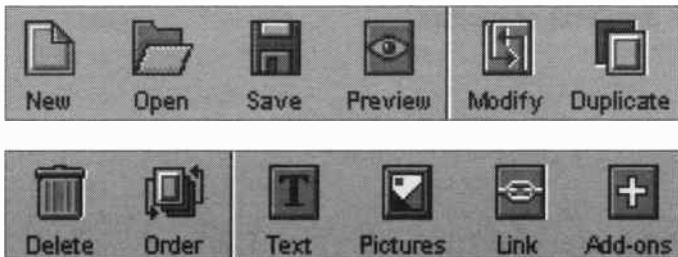 New Open Save Preview Modify Duplicate
Delete Order Text Pictures Link Add-ons